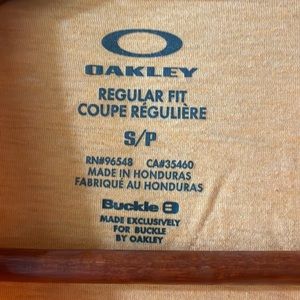 OAKLEY
REGULAR FIT
COUPE RÉGULIÈRE
S/P
RN#96548 CA#35460
MADE IN HONDURAS
FABRIQUÉ AU HONDURAS
Buckle B
MADE EXCLUSIVELY
FOR BUCKLE
BY OAKLEY